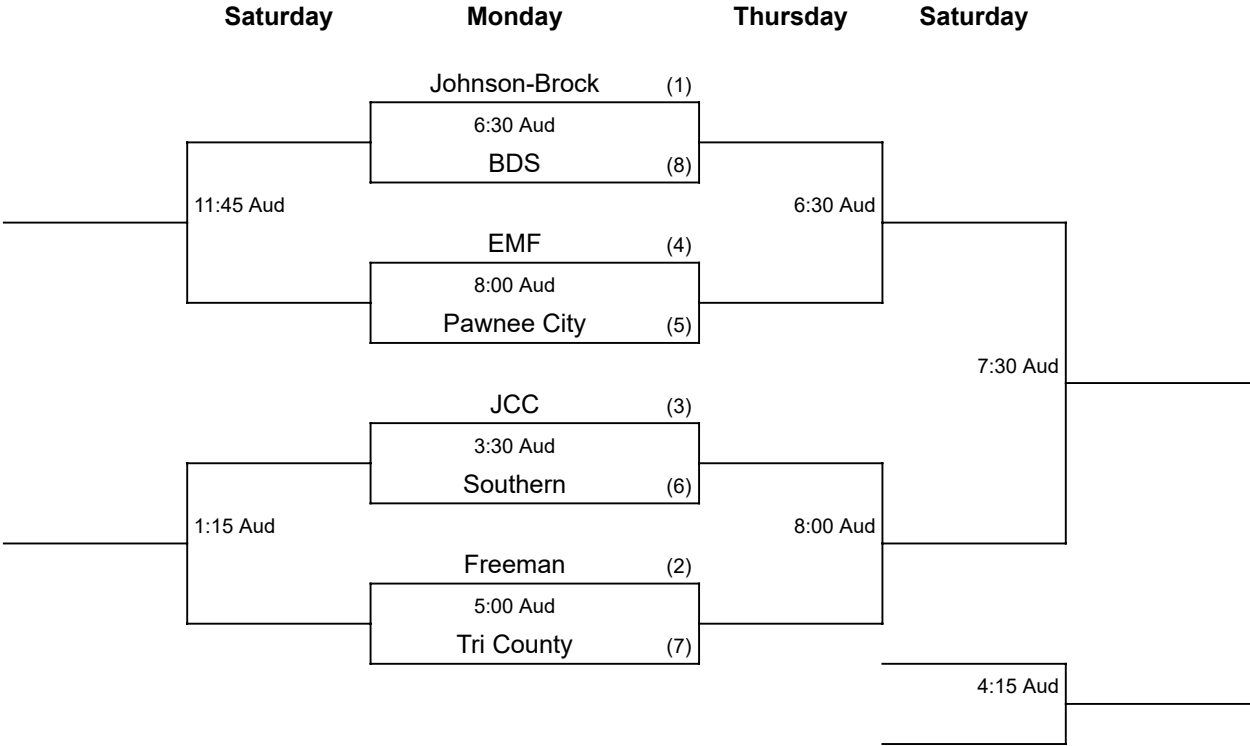 Saturday Monday Thursday Saturday
Johnson-Brock (1)
6:30 Aud
BDS (8)
11:45 Aud 6:30 Aud
EMF (4)
8:00 Aud
Pawnee City (5)
7:30 Aud
JCC (3)
3:30 Aud
Southern (6)
1:15 Aud 8:00 Aud
Freeman (2)
5:00 Aud
Tri County (7)
4:15 Aud